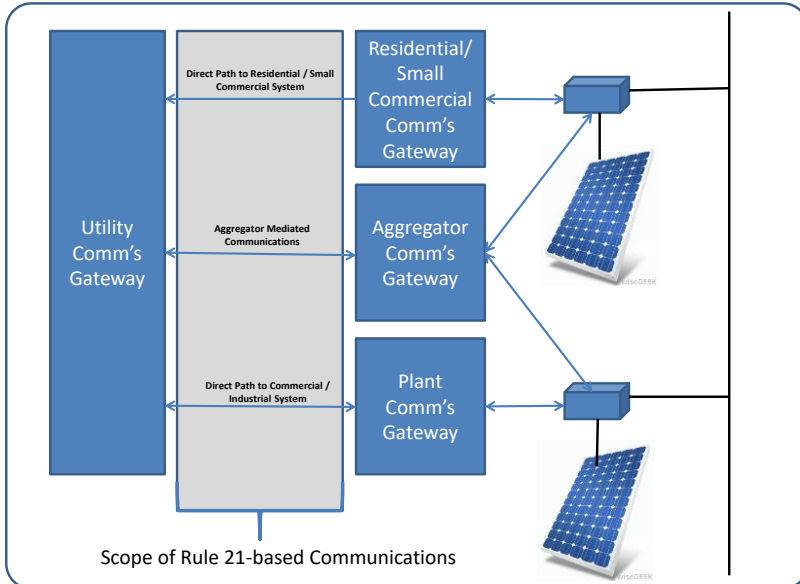 Direct Path to Residential / Small
Commercial System
Residential/
Small
Commercial
Comm's
Gateway
Utility
Comm's
Gateway
Aggregator Mediated
Communications
Aggregator
Comm's
Gateway
Direct Path to Commercial /
Industrial System
Plant
Comm's
Gateway
Scope of Rule 21-based Communications